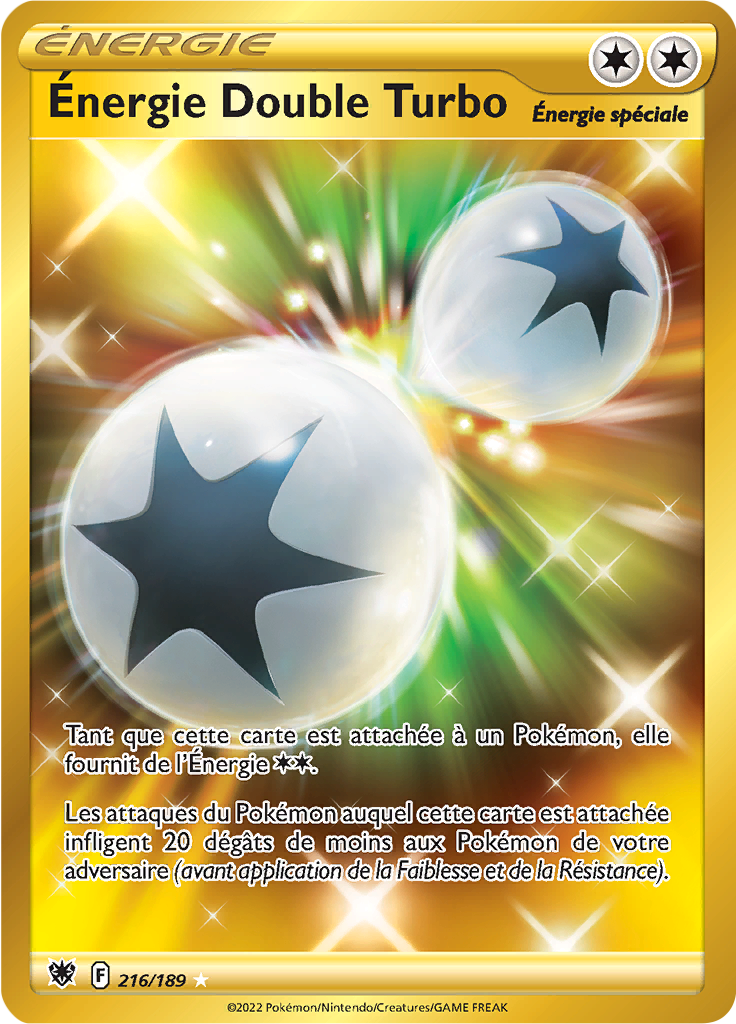 ÉNERGIE
Énergie Double Turbo
Énergie spéciale
Tant que cette carte est attachée à un Pokémon, elle
fournit de l'Énergie.
Les attaques du Pokémon auquel cette carte est attachée
infligent 20 dégâts de moins aux Pokémon de votre
adversaire (avant application de la Faiblesse et de la Résistance).
F 216/189
©2022 Pokémon/Nintendo/Creatures/GAME FREAK